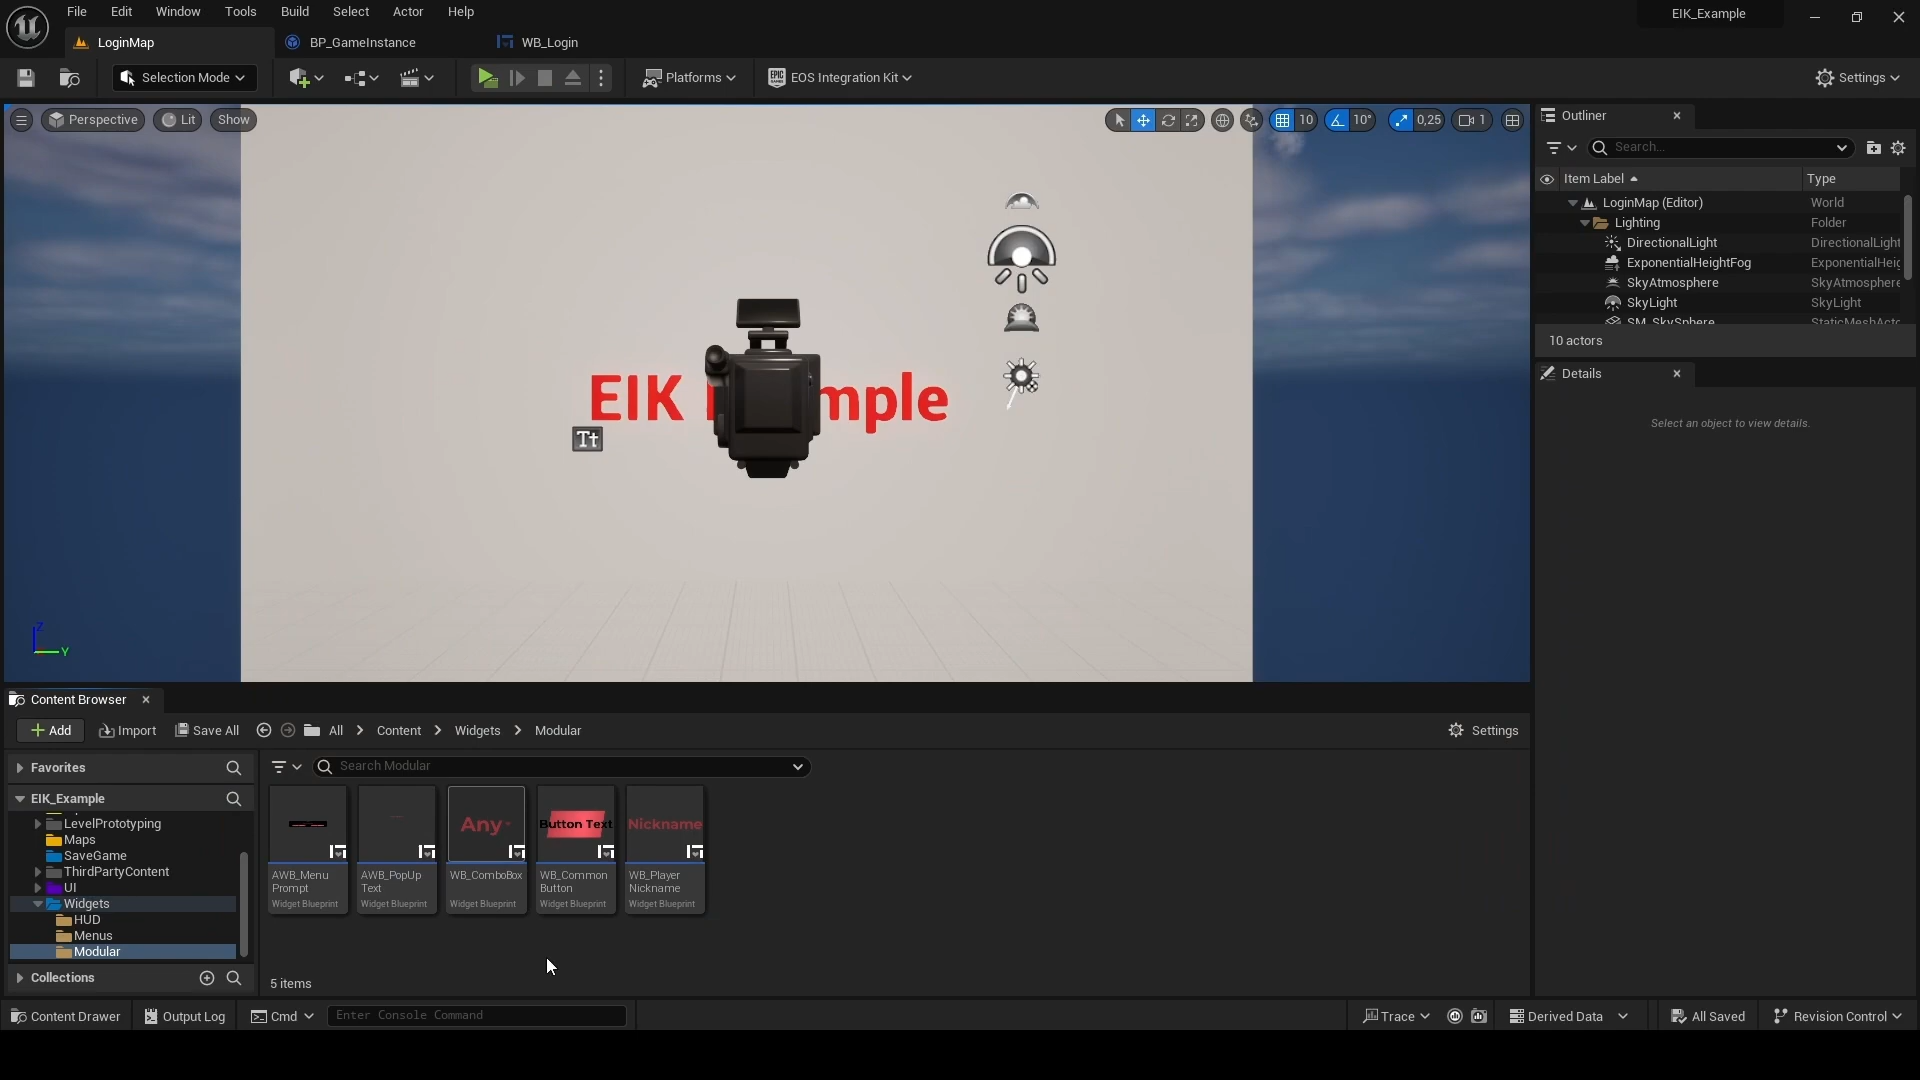 File Edit Window Tools Build Select Actor Help
EIK_Example
LoginMap
BP_GameInstance
WB_Login
Selection Mode
Platforms
EOS Integration Kit
Settings
Perspective
Lit
Show
10
10°
0,25
1
Outliner
Search...
Item Label
Type
LoginMap (Editor) World
Lighting Folder
DirectionalLight DirectionalLight
ExponentialHeightFog ExponentialHeig
SkyAtmosphere SkyAtmosphere
SkyLight SkyLight
SM_SkySphere StaticMeshActo
10 actors
Details
Select an object to view details.
EIK
mple
Tt
Z
Y
Content Browser
Add
Import
Save All
All
Content
Widgets
Modular
Settings
Favorites
Search Modular
EIK_Example
LevelPrototyping
Maps
SaveGame
ThirdPartyContent
UI
Widgets
HUD
Menus
Modular
Collections
Any
Button Text
Nickname
AWB_Menu
Prompt
Widget Blueprint
AWB_PopUp
Text
Widget Blueprint
WB_ComboBox
Widget Blueprint
WB_Common
Button
Widget Blueprint
WB_Player
Nickname
Widget Blueprint
5 items
Content Drawer
Output Log
Cmd
Enter Console Command
Trace
Derived Data
All Saved
Revision Control